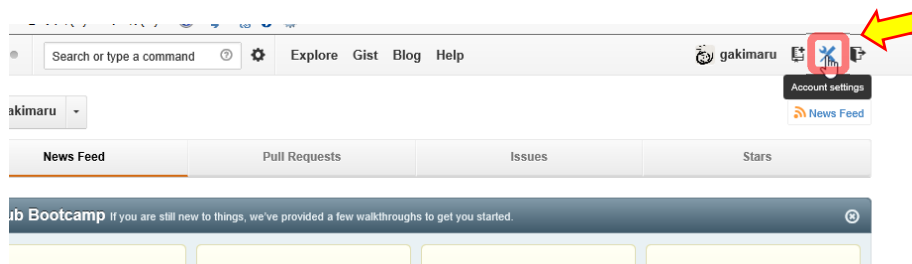 Search or type a command Explore Gist Blog Help gakimaru
Account settings
akimaru
News Feed
News Feed Pull Requests Issues Stars
ub Bootcamp If you are still new to things, we've provided a few walkthroughs to get you started.